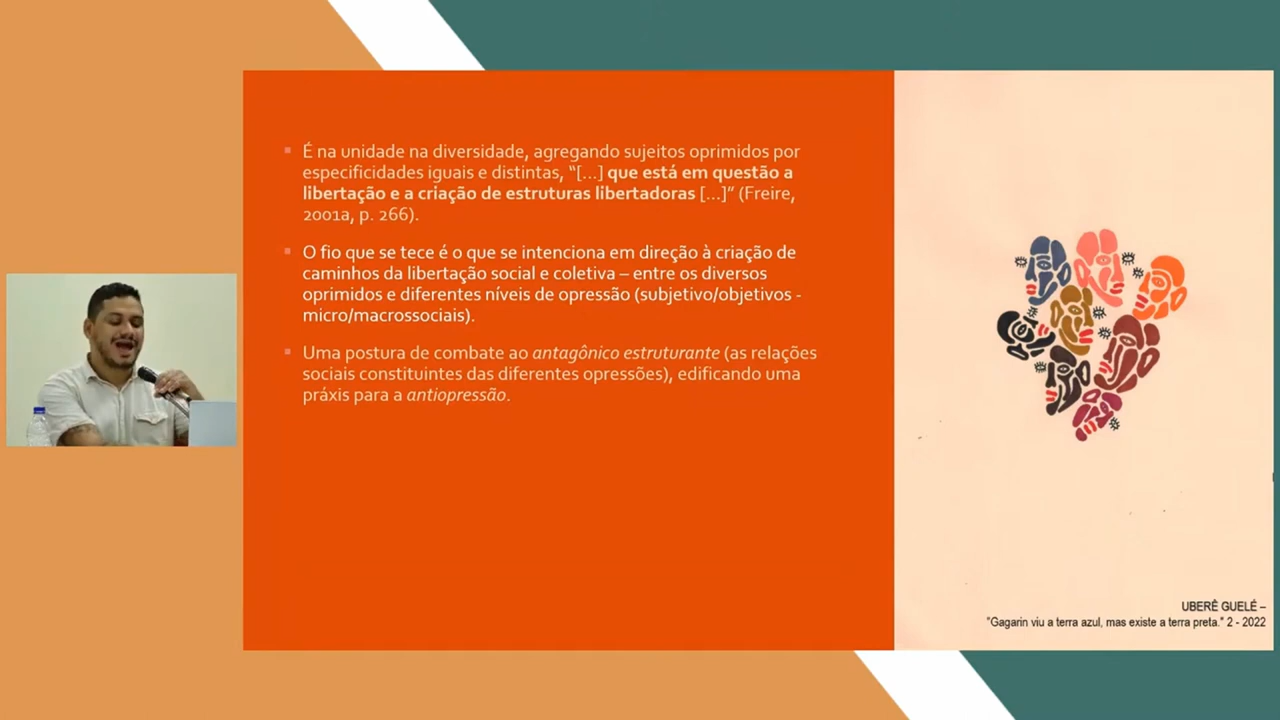 É na unidade na diversidade, agregando sujeitos oprimidos por
especificidades iguais e distintas, “[...] que está em questão a
libertação e a criação de estruturas libertadoras [...]” (Freire,
2001a, p. 266).
O fio que se tece é o que se intenciona em direção à criação de
caminhos da libertação social e coletiva – entre os diversos
oprimidos e diferentes níveis de opressão (subjetivo/objetivos -
micro/macrossociais).
Uma postura de combate ao antagônico estruturante (as relações
sociais constituintes das diferentes opressões), edificando uma
práxis para a antiopressão.
UBERÊ GUELÉ –
"Gagarin viu a terra azul, mas existe a terra preta." 2 - 2022